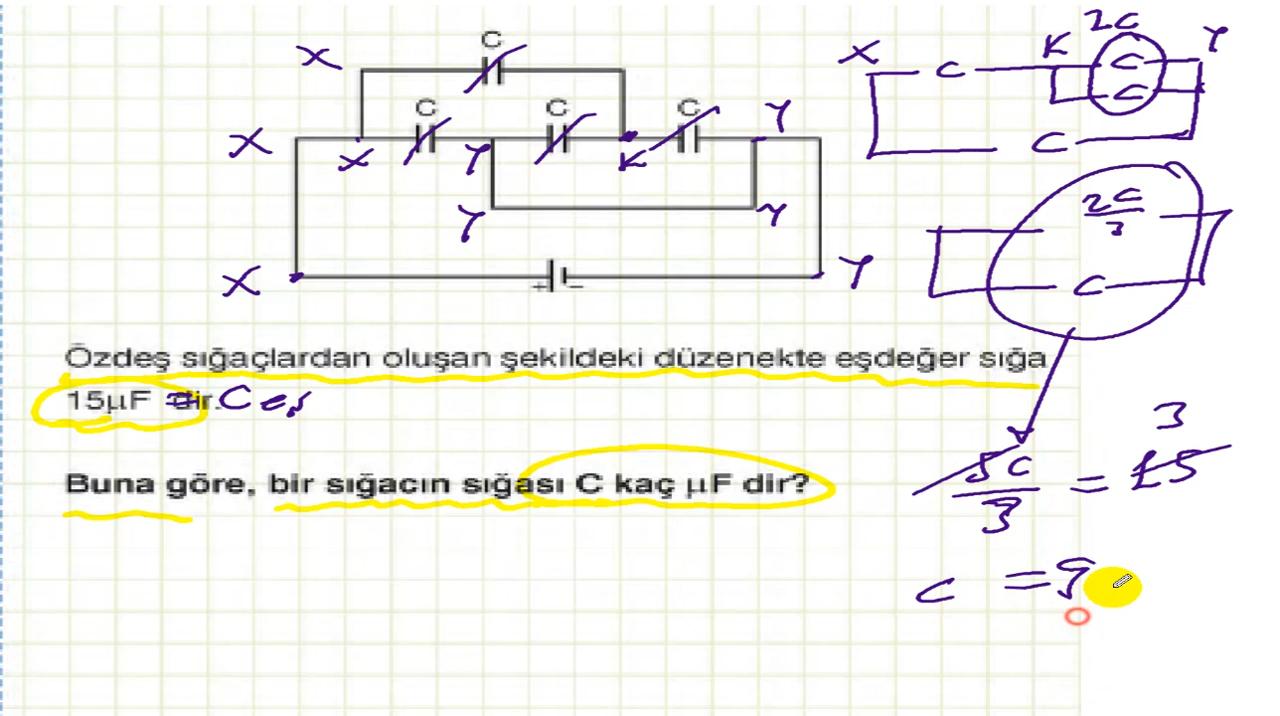 C
X
2C
X K C Y
C C C
X C
X Y K Y
Y Y
2C/3
X + − Y
C
Özdeş sığaçlardan oluşan şekildeki düzenekte eşdeğer sığa
15µF dir. = C eş
5C/3 = 15 3
Buna göre, bir sığacın sığası C kaç µF dir?
C = 9